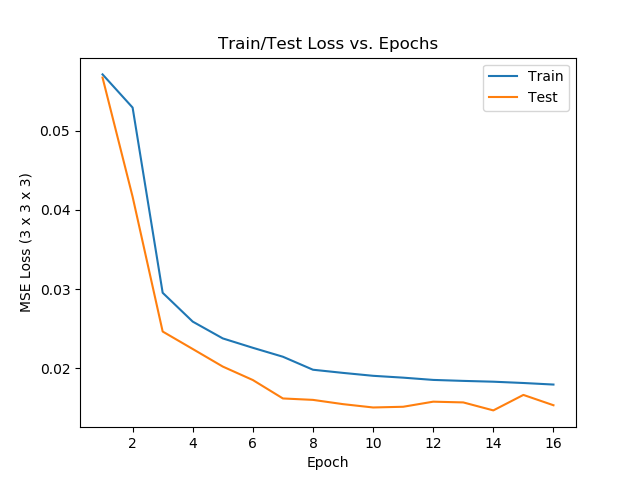 Train/Test Loss vs. Epochs
Train
Test
MSE Loss (3 x 3 x 3)
0.05
0.04
0.03
0.02
2 4 6 8 10 12 14 16
Epoch